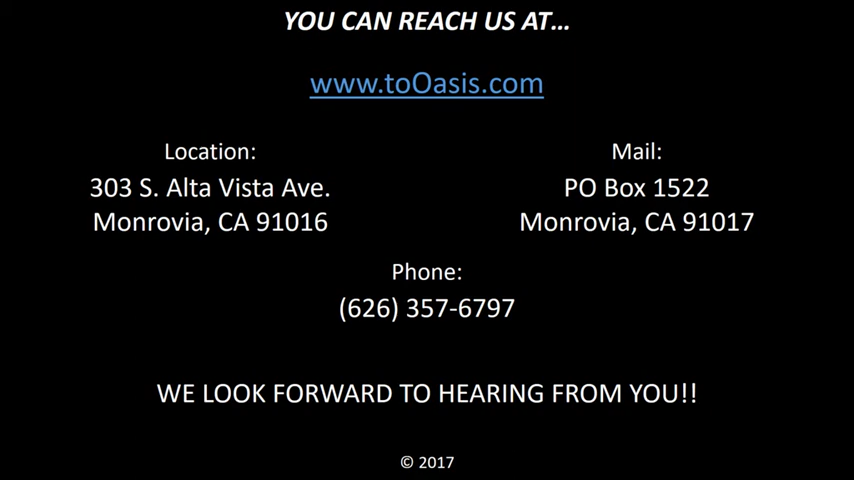 YOU CAN REACH US AT…
www.toOasis.com
Location:
303 S. Alta Vista Ave.
Monrovia, CA 91016
Mail:
PO Box 1522
Monrovia, CA 91017
Phone:
(626) 357-6797
WE LOOK FORWARD TO HEARING FROM YOU!!
© 2017